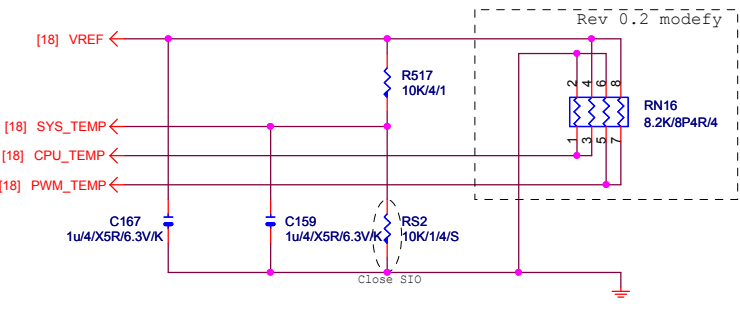 Rev 0.2 modefy
[18] VREF
R517
10K/4/1
2 4 6 8
RN16
8.2K/8P4R/4
[18] SYS_TEMP
1 3 5 7
[18] CPU_TEMP
[18] PWM_TEMP
C167
1u/4/X5R/6.3V/K
C159
1u/4/X5R/6.3V/K
RS2
10K/1/4/S
Close SIO